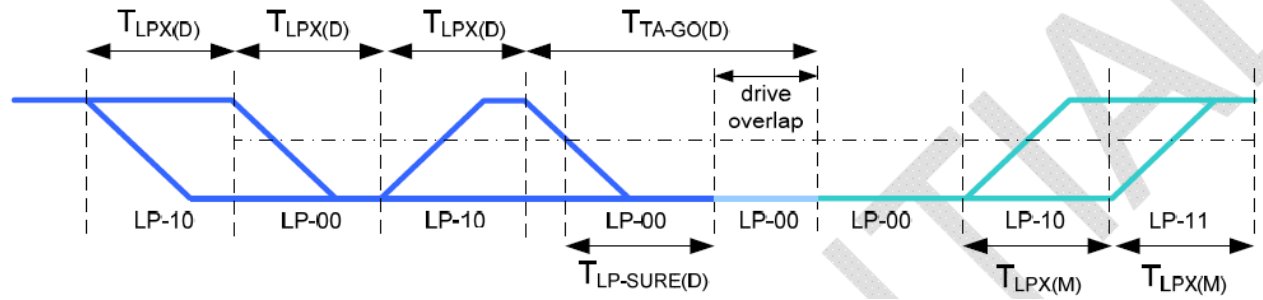 TLPX(D) TLPX(D) TLPX(D) TTA-GO(D)
drive
overlap
LP-10 LP-00 LP-10 LP-00 LP-00 LP-00 LP-10 LP-11
TLP-SURE(D) TLPX(M) TLPX(M)